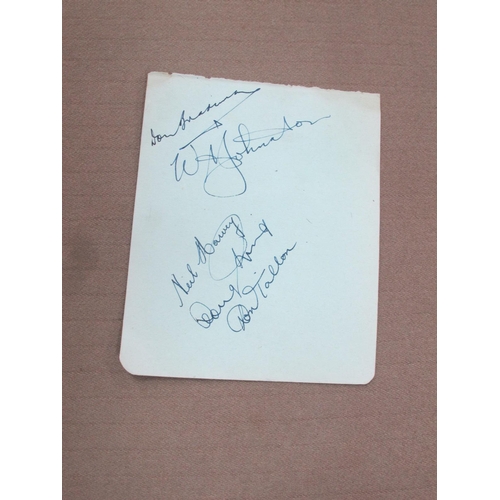 Don Bradman
W A Johnston
Neil Harvey
Doug Ring
Don Tallon